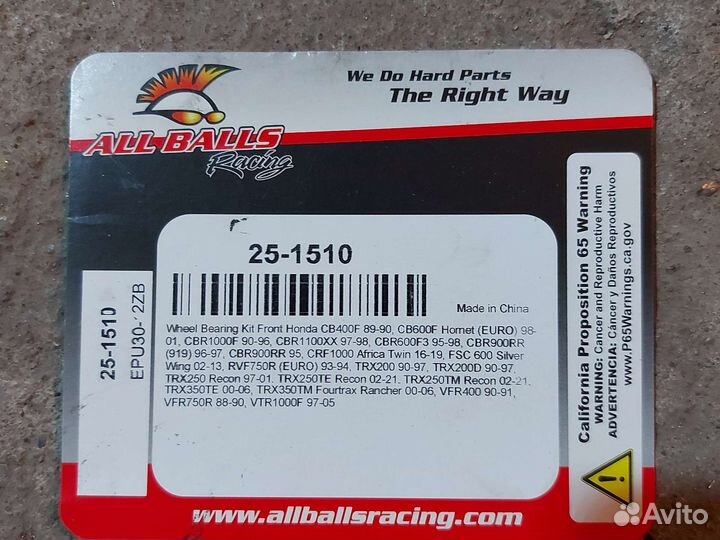 We Do Hard Parts
The Right Way
ALL BALLS
Racing
25-1510
Made in China
Wheel Bearing Kit Front Honda CB400F 89-90, CB600F Hornet (EURO) 98-
01, CBR1000F 90-96, CBR1100XX 97-98, CBR600F3 95-98, CBR900RR
(919) 96-97, CBR900RR 95, CRF1000 Africa Twin 16-19, FSC 600 Silver
Wing 02-13, RVF750R (EURO) 93-94, TRX200 90-97, TRX200D 90-97,
TRX250 Recon 97-01, TRX250TE Recon 02-21, TRX250TM Recon 02-21,
TRX350TE 00-06, TRX350TM Fourtrax Rancher 00-06, VFR400 90-91,
VFR750R 88-90, VTR1000F 97-05
25-1510
California Proposition 65 Warning
WARNING: Cancer and Reproductive Harm
ADVERTENCIA: Cáncer y Daños Reproductivos
www.P65Warnings.ca.gov
www.allballsracing.com
Avito